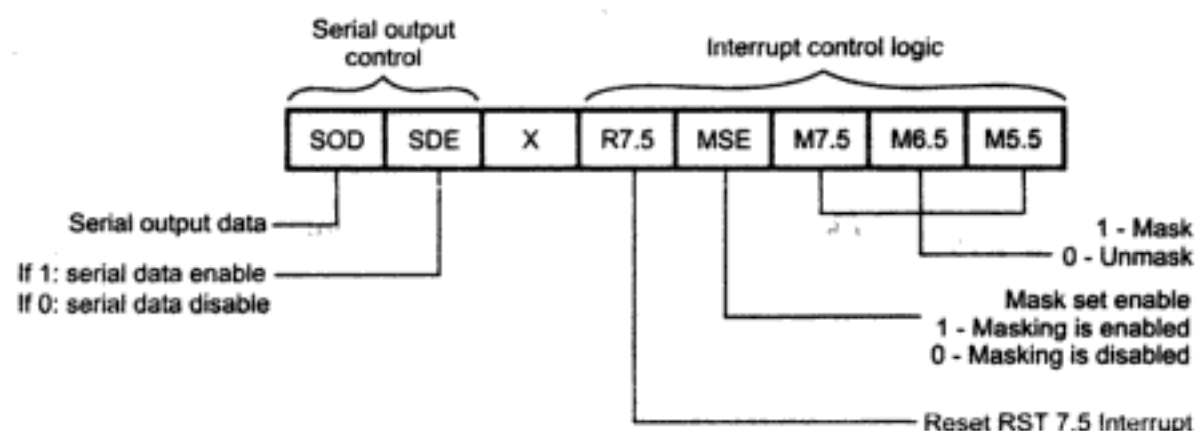 Serial output
control
Interrupt control logic
SOD SDE X R7.5 MSE M7.5 M6.5 M5.5
Serial output data
If 1: serial data enable
If 0: serial data disable
1 - Mask
0 - Unmask
Mask set enable
1 - Masking is enabled
0 - Masking is disabled
Reset RST 7.5 Interrupt